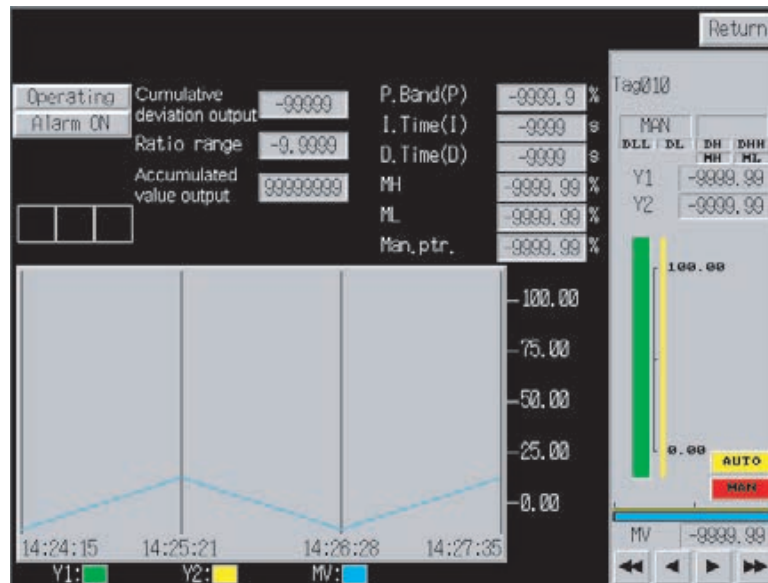 Return
Operating
Alarm ON
Cumulative
deviation output
-99999
Ratio range
-9.9999
Accumulated
value output
99999999
P.Band(P) -9999.9 %
I.Time(I) -9999 s
D.Time(D) -9999 s
MH -9999.99 %
ML -9999.99 %
Man.ptr. -9999.99 %
Tag010
MAN
DLL DL DH DHH
MH ML
Y1 -9999.99
Y2 -9999.99
100.00
0.00
AUTO
MAN
MV -9999.99
100.00
75.00
50.00
25.00
0.00
14:24:15 14:25:21 14:26:28 14:27:35
Y1: Y2: MV: